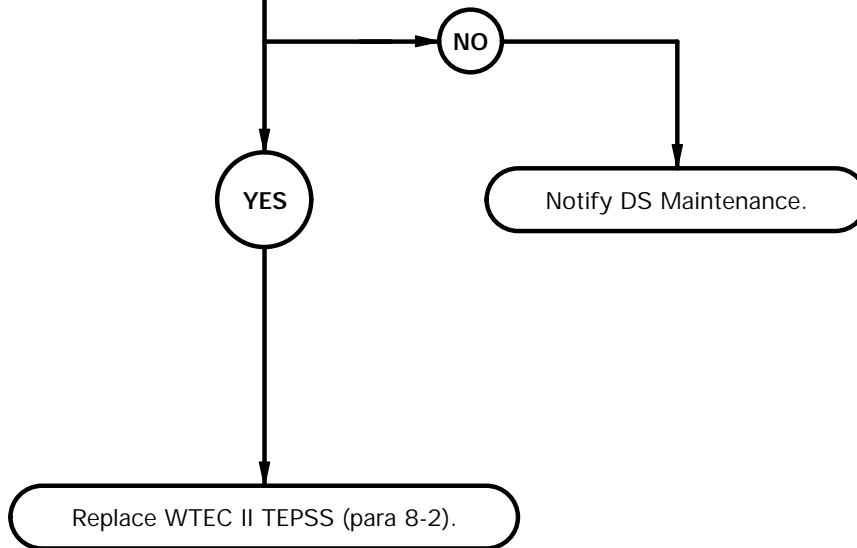 NO
YES
Notify DS Maintenance.
Replace WTEC II TEPSS (para 8-2).